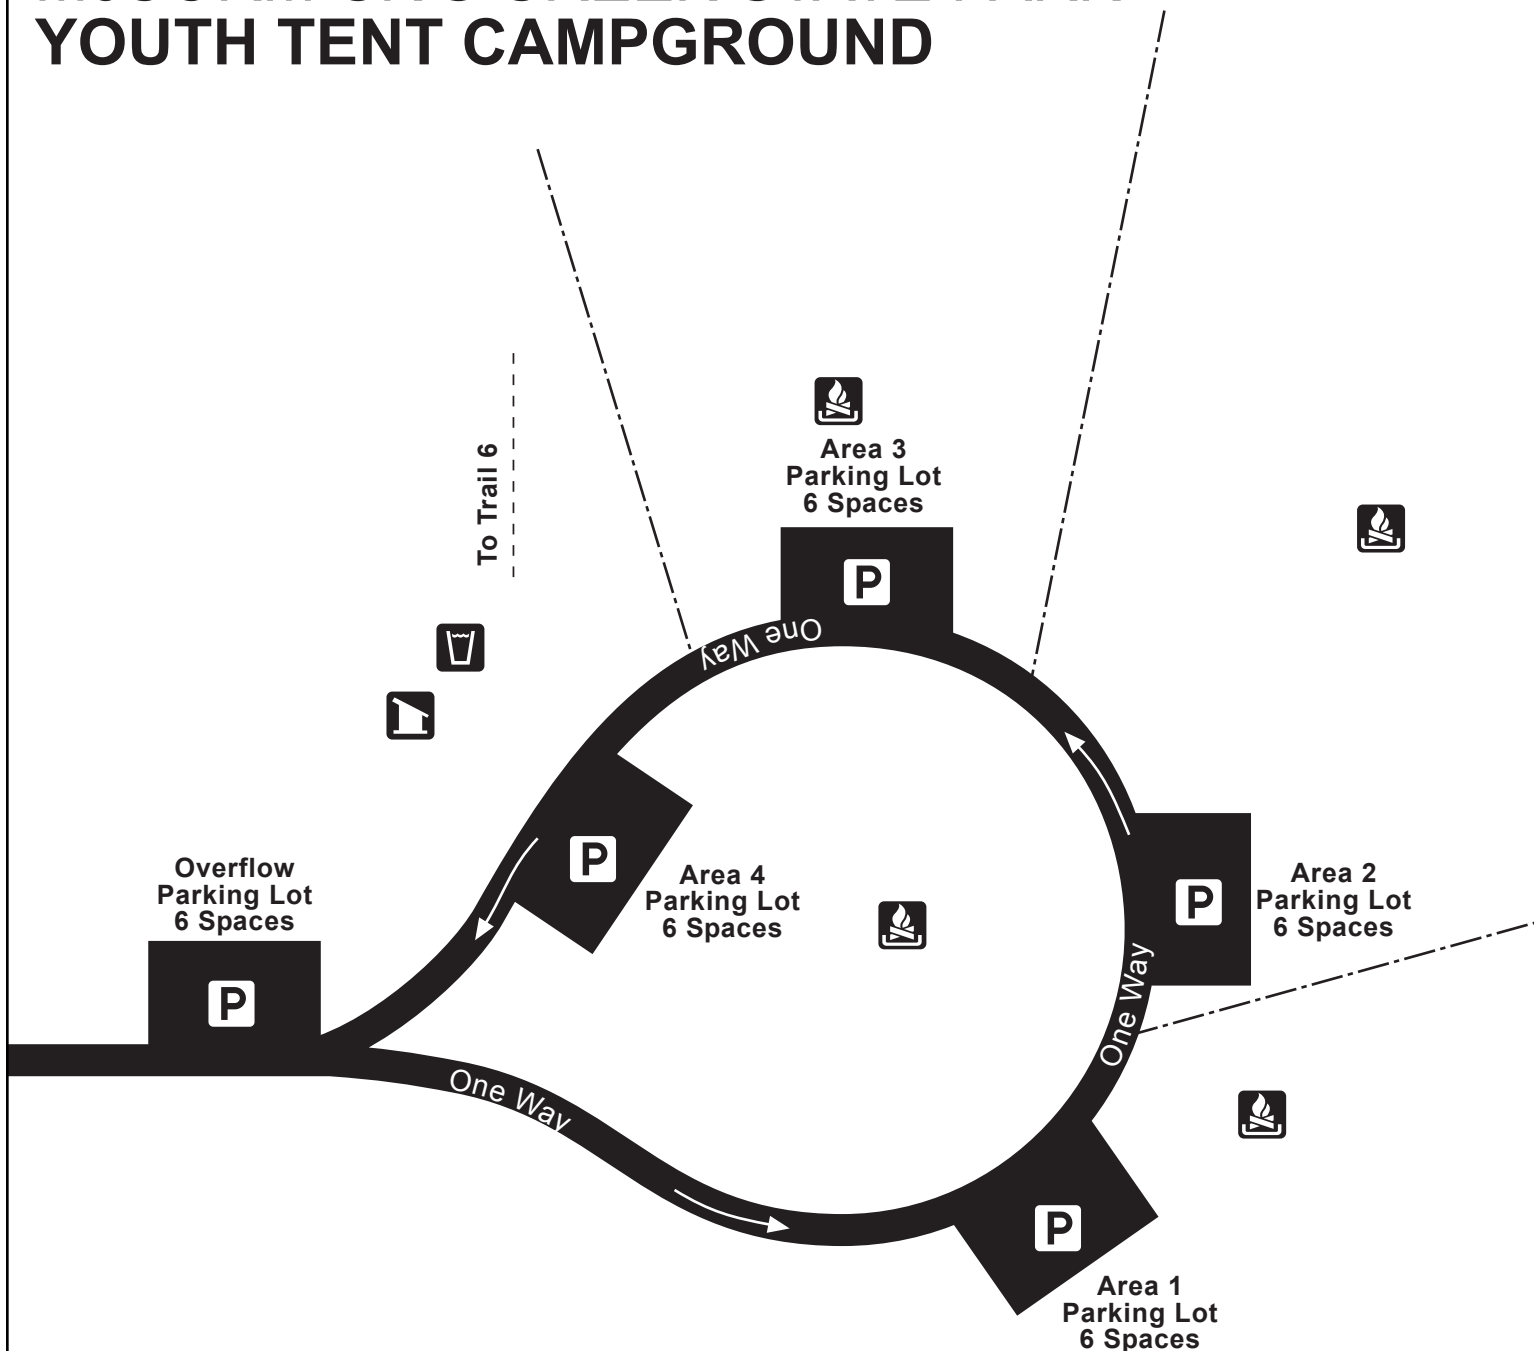 YOUTH TENT CAMPGROUND
To Trail 6
Area 3
Parking Lot
6 Spaces
P
One Way
P
Area 4
Parking Lot
6 Spaces
Overflow
Parking Lot
6 Spaces
P
P
Area 2
Parking Lot
6 Spaces
One Way
One Way
P
Area 1
Parking Lot
6 Spaces